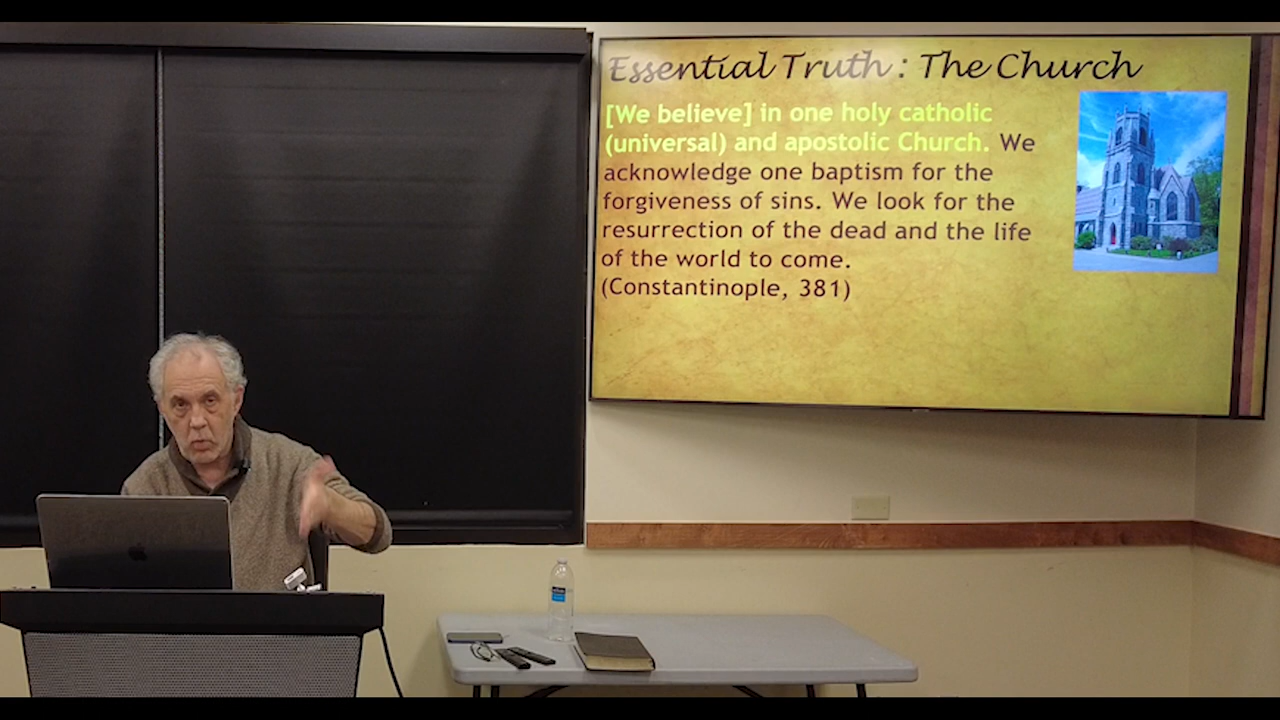 Essential Truth : The Church
[We believe] in one holy catholic
(universal) and apostolic Church. We
acknowledge one baptism for the
forgiveness of sins. We look for the
resurrection of the dead and the life
of the world to come.
(Constantinople, 381)